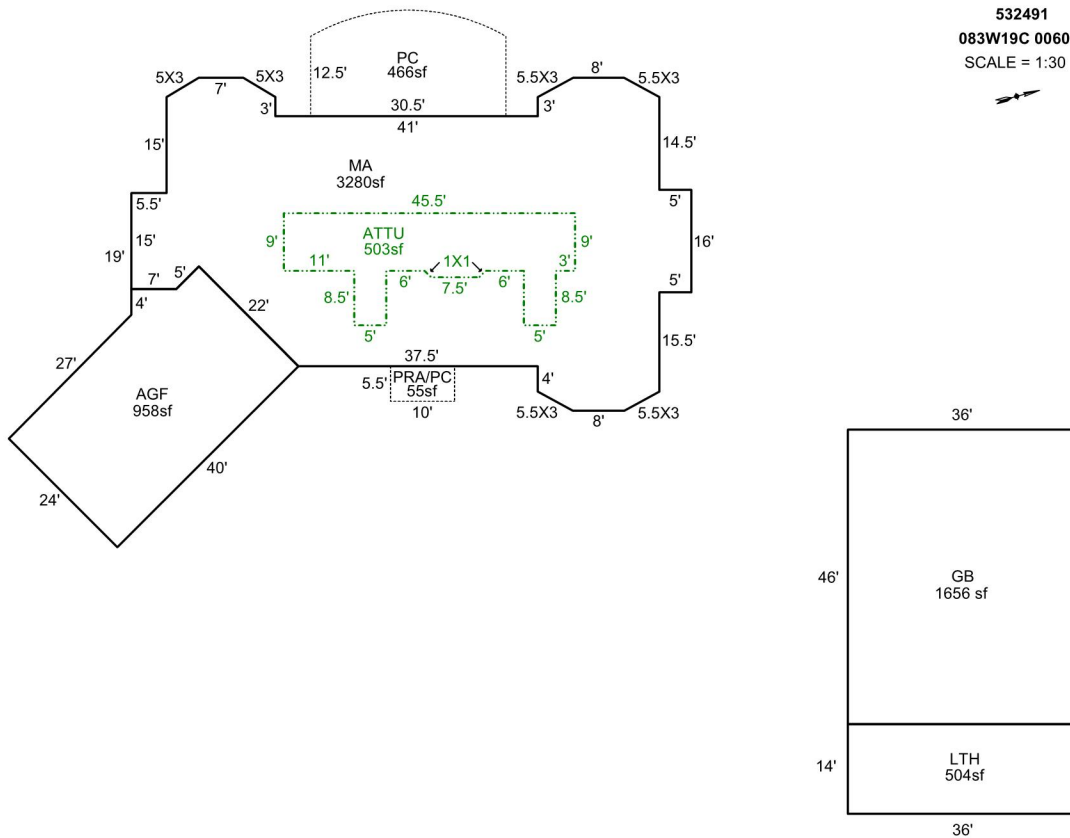 532491
083W19C 0060
SCALE = 1:30
5X3
7'
5X3
12.5'
PC
466sf
30.5'
3'
41'
5.5X3
8'
5.5X3
3'
15'
14.5'
MA
3280sf
5.5'
5'
45.5'
19'
15'
9'
ATTU
503sf
9'
16'
11'
1X1
3'
7'
5'
6'
7.5'
6'
5'
4'
8.5'
8.5'
22'
5'
5'
15.5'
27'
37.5'
5.5'
PRA/PC
55sf
10'
4'
5.5X3
8'
5.5X3
AGF
958sf
40'
24'
36'
46'
GB
1656 sf
14'
LTH
504sf
36'